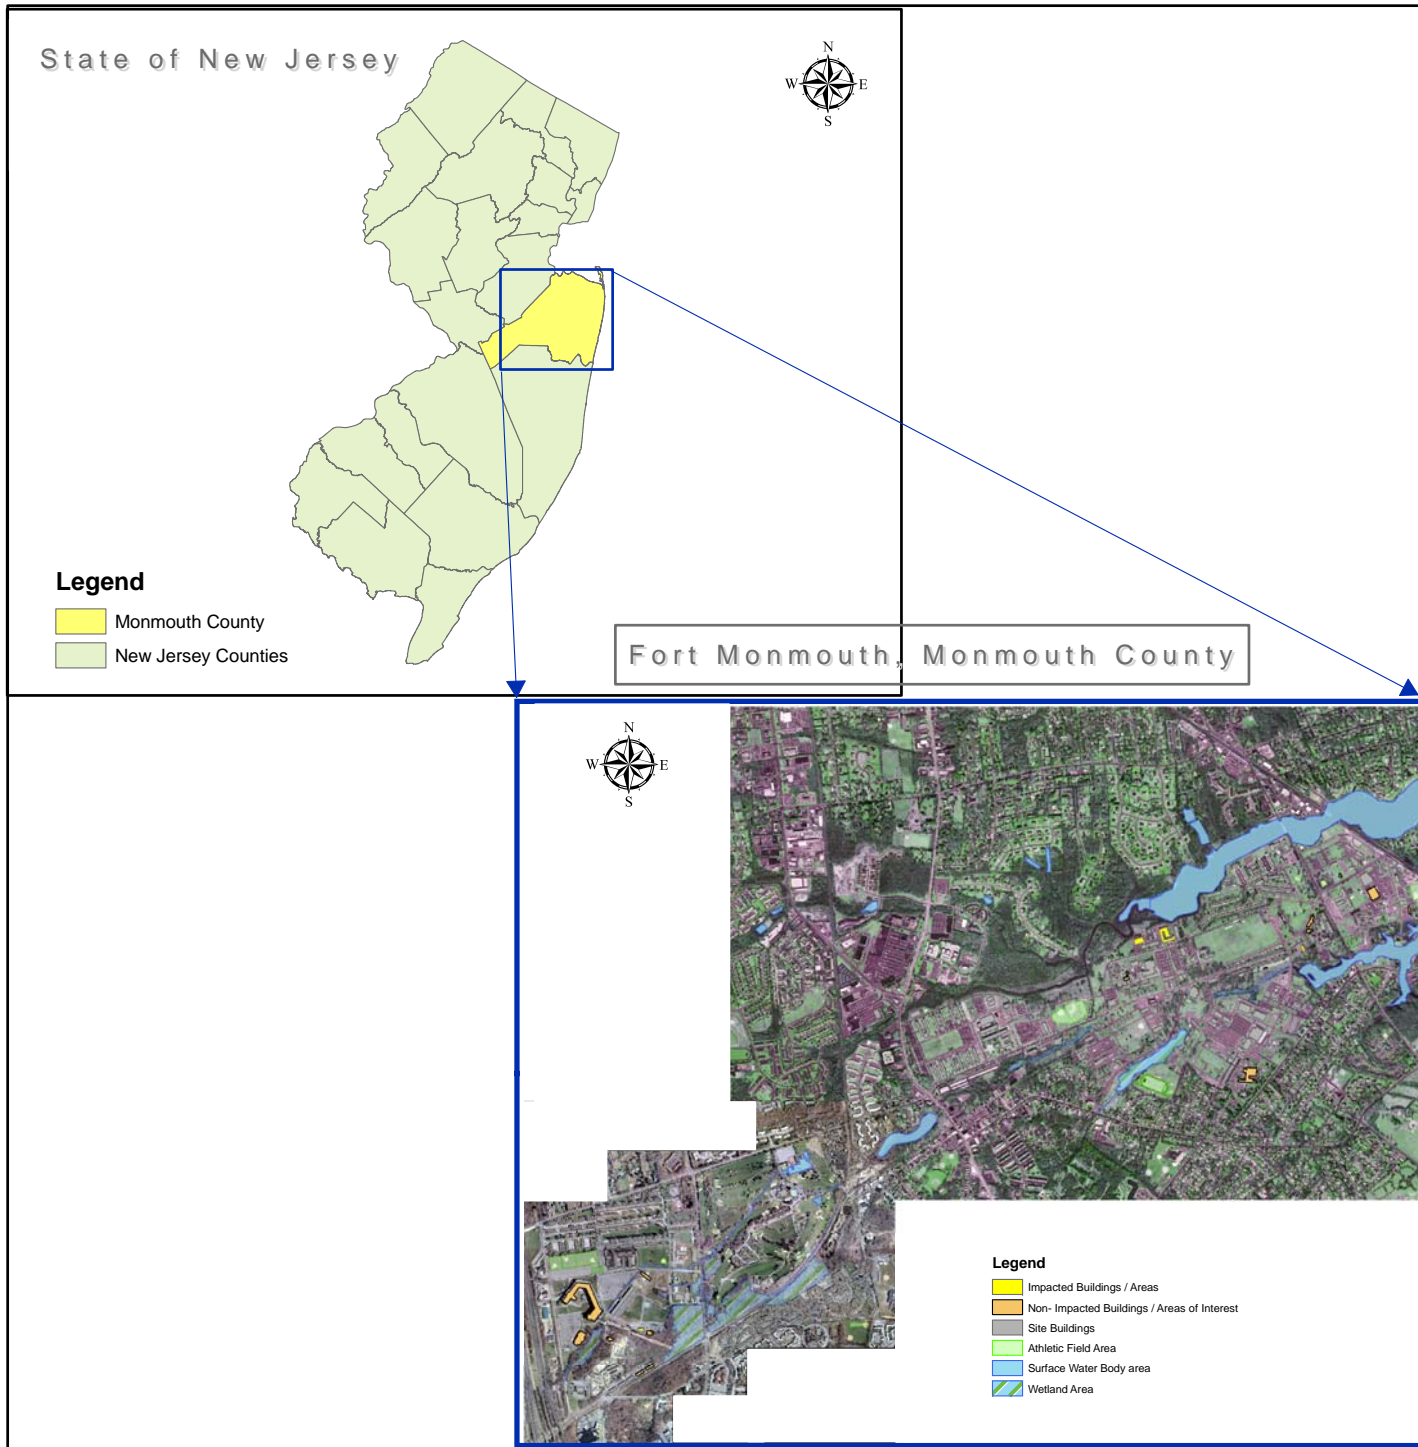 State of New Jersey
N
W E
S
Legend
Monmouth County
New Jersey Counties
Fort Monmouth, Monmouth County
N
W E
S
Legend
Impacted Buildings / Areas
Non- Impacted Buildings / Areas of Interest
Site Buildings
Athletic Field Area
Surface Water Body area
Wetland Area